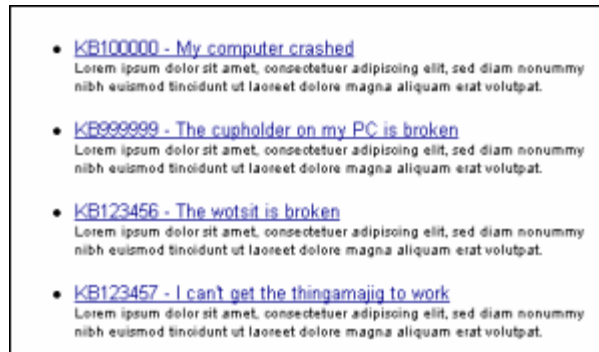 KB100000 - My computer crashed
Lorem ipsum dolor sit amet, consectetuer adipiscing elit, sed diam nonummy
nibh euismod tincidunt ut laoreet dolore magna aliquam erat volutpat.
KB999999 - The cupholder on my PC is broken
Lorem ipsum dolor sit amet, consectetuer adipiscing elit, sed diam nonummy
nibh euismod tincidunt ut laoreet dolore magna aliquam erat volutpat.
KB123456 - The wotsit is broken
Lorem ipsum dolor sit amet, consectetuer adipiscing elit, sed diam nonummy
nibh euismod tincidunt ut laoreet dolore magna aliquam erat volutpat.
KB123457 - I can't get the thingamajig to work
Lorem ipsum dolor sit amet, consectetuer adipiscing elit, sed diam nonummy
nibh euismod tincidunt ut laoreet dolore magna aliquam erat volutpat.